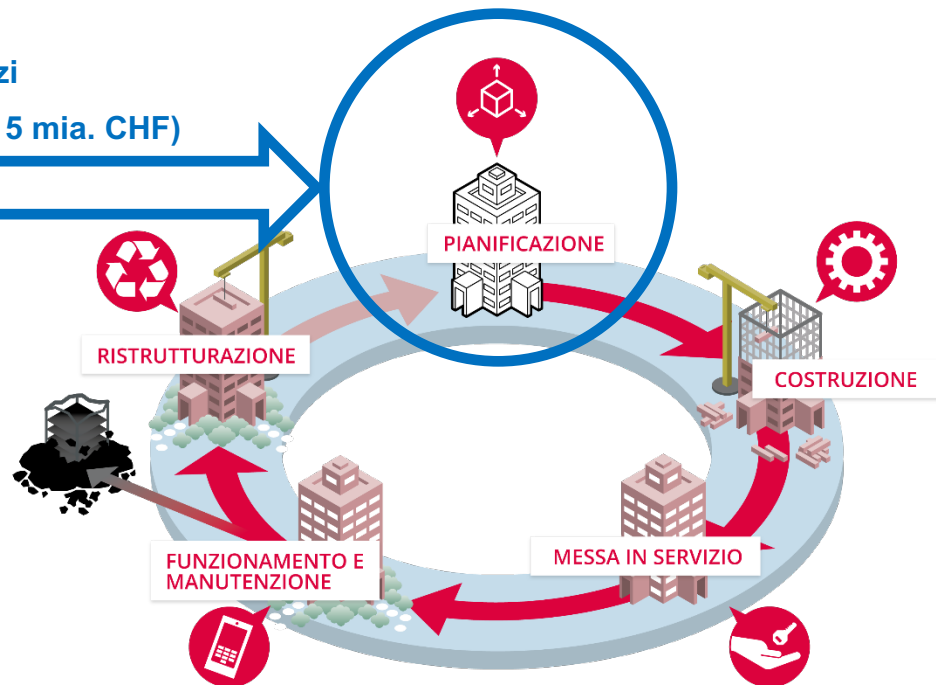 zi
5 mia. CHF)
PIANIFICAZIONE
RISTRUTTURAZIONE
COSTRUZIONE
FUNZIONAMENTO E
MANUTENZIONE
MESSA IN SERVIZIO